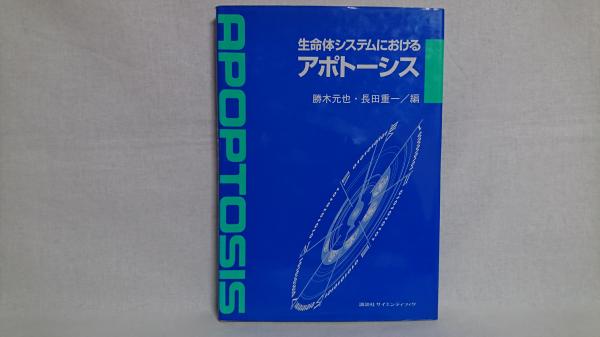 APOPTOSIS
生命体システムにおける
アポトーシス
勝木元也・長田重一／編
講談社サイエンティフィク